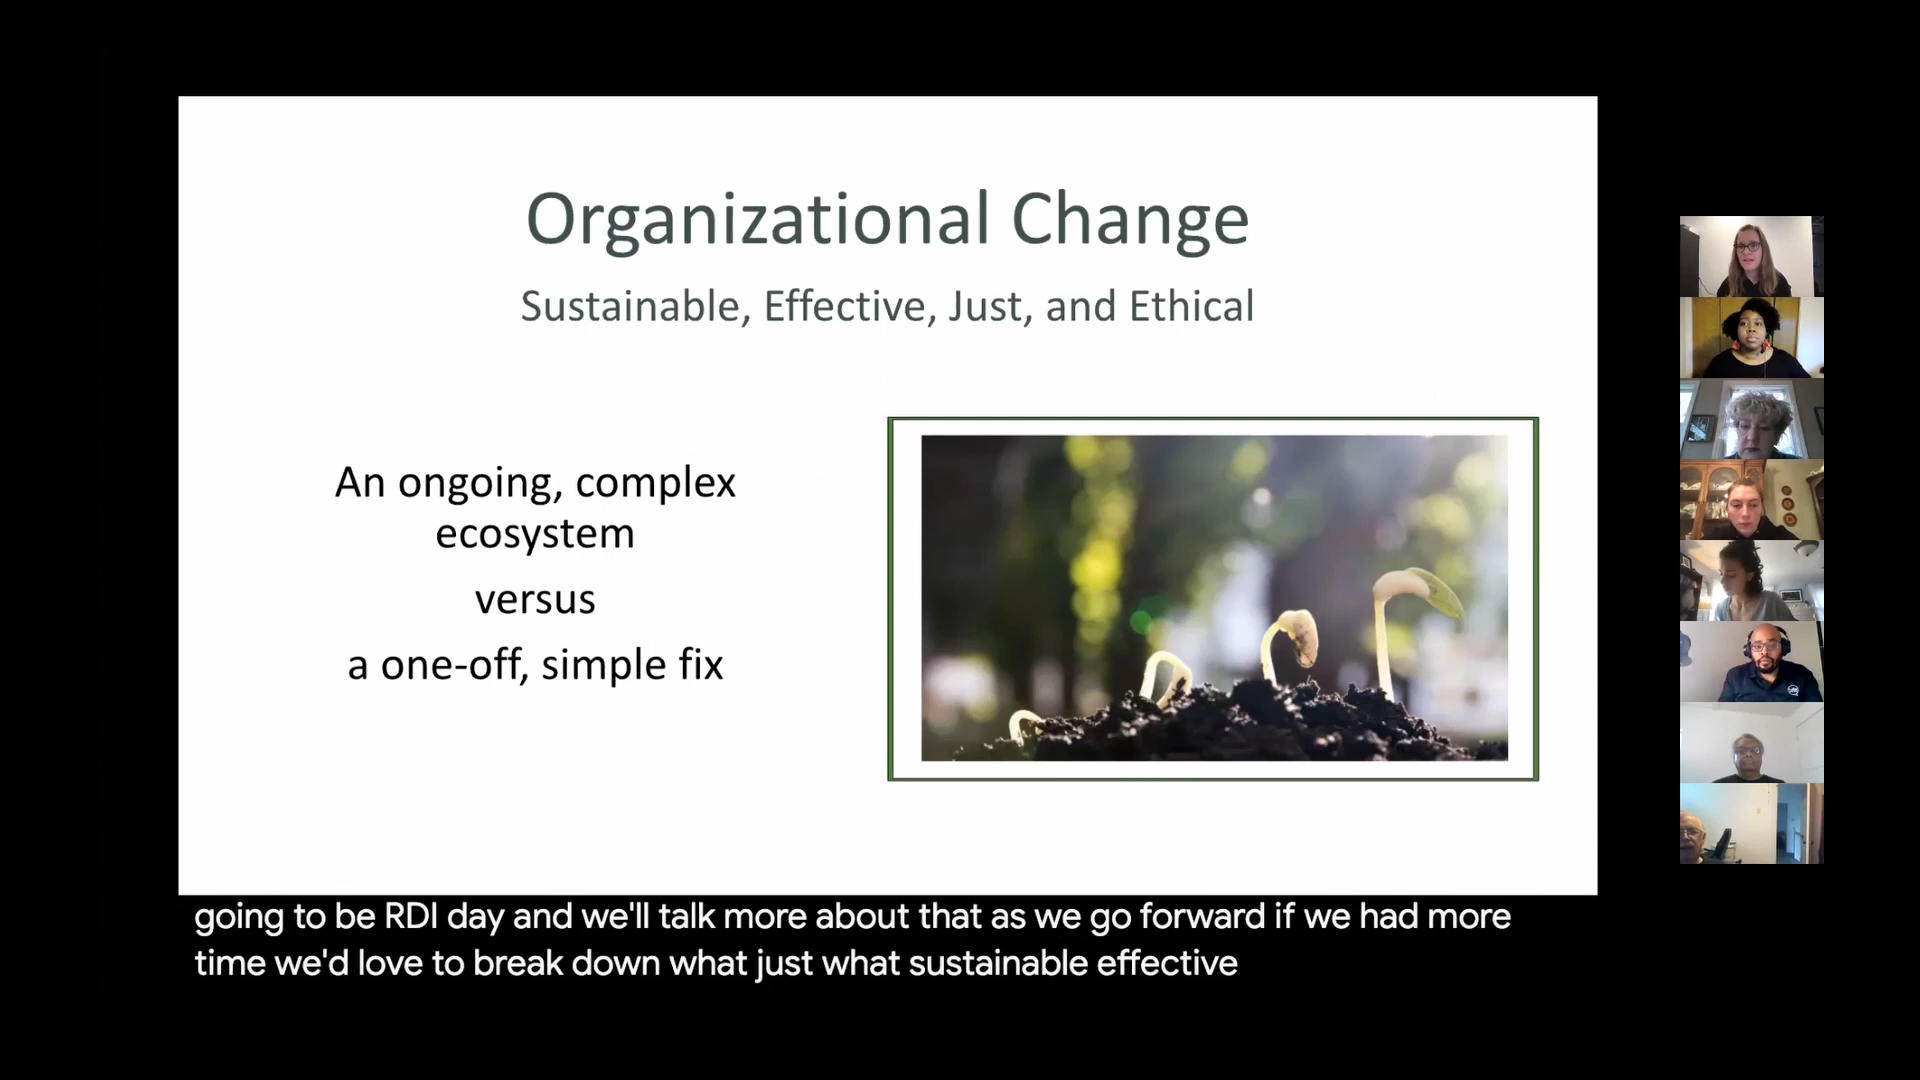 Organizational Change
Sustainable, Effective, Just, and Ethical
An ongoing, complex
ecosystem
versus
a one-off, simple fix
going to be RDI day and we'll talk more about that as we go forward if we had more
time we'd love to break down what just what sustainable effective